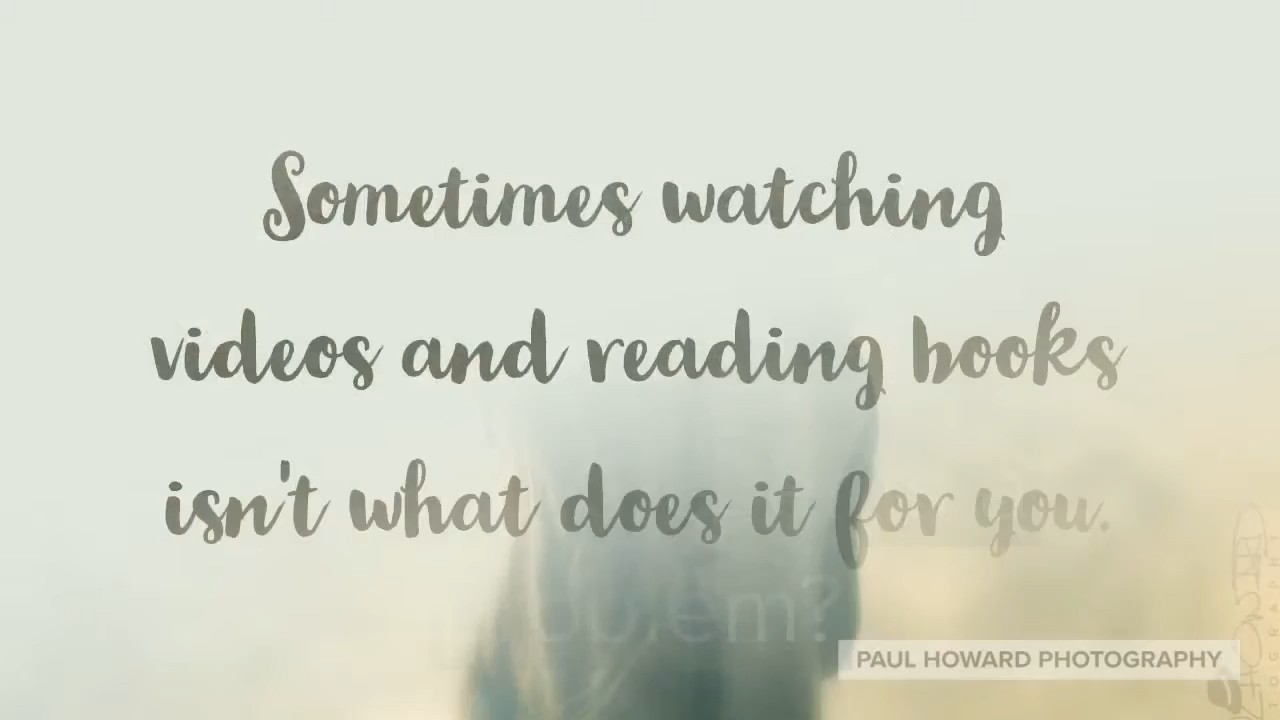 Sometimes watching
videos and reading books
isn't what does it for you.
PAUL HOWARD PHOTOGRAPHY